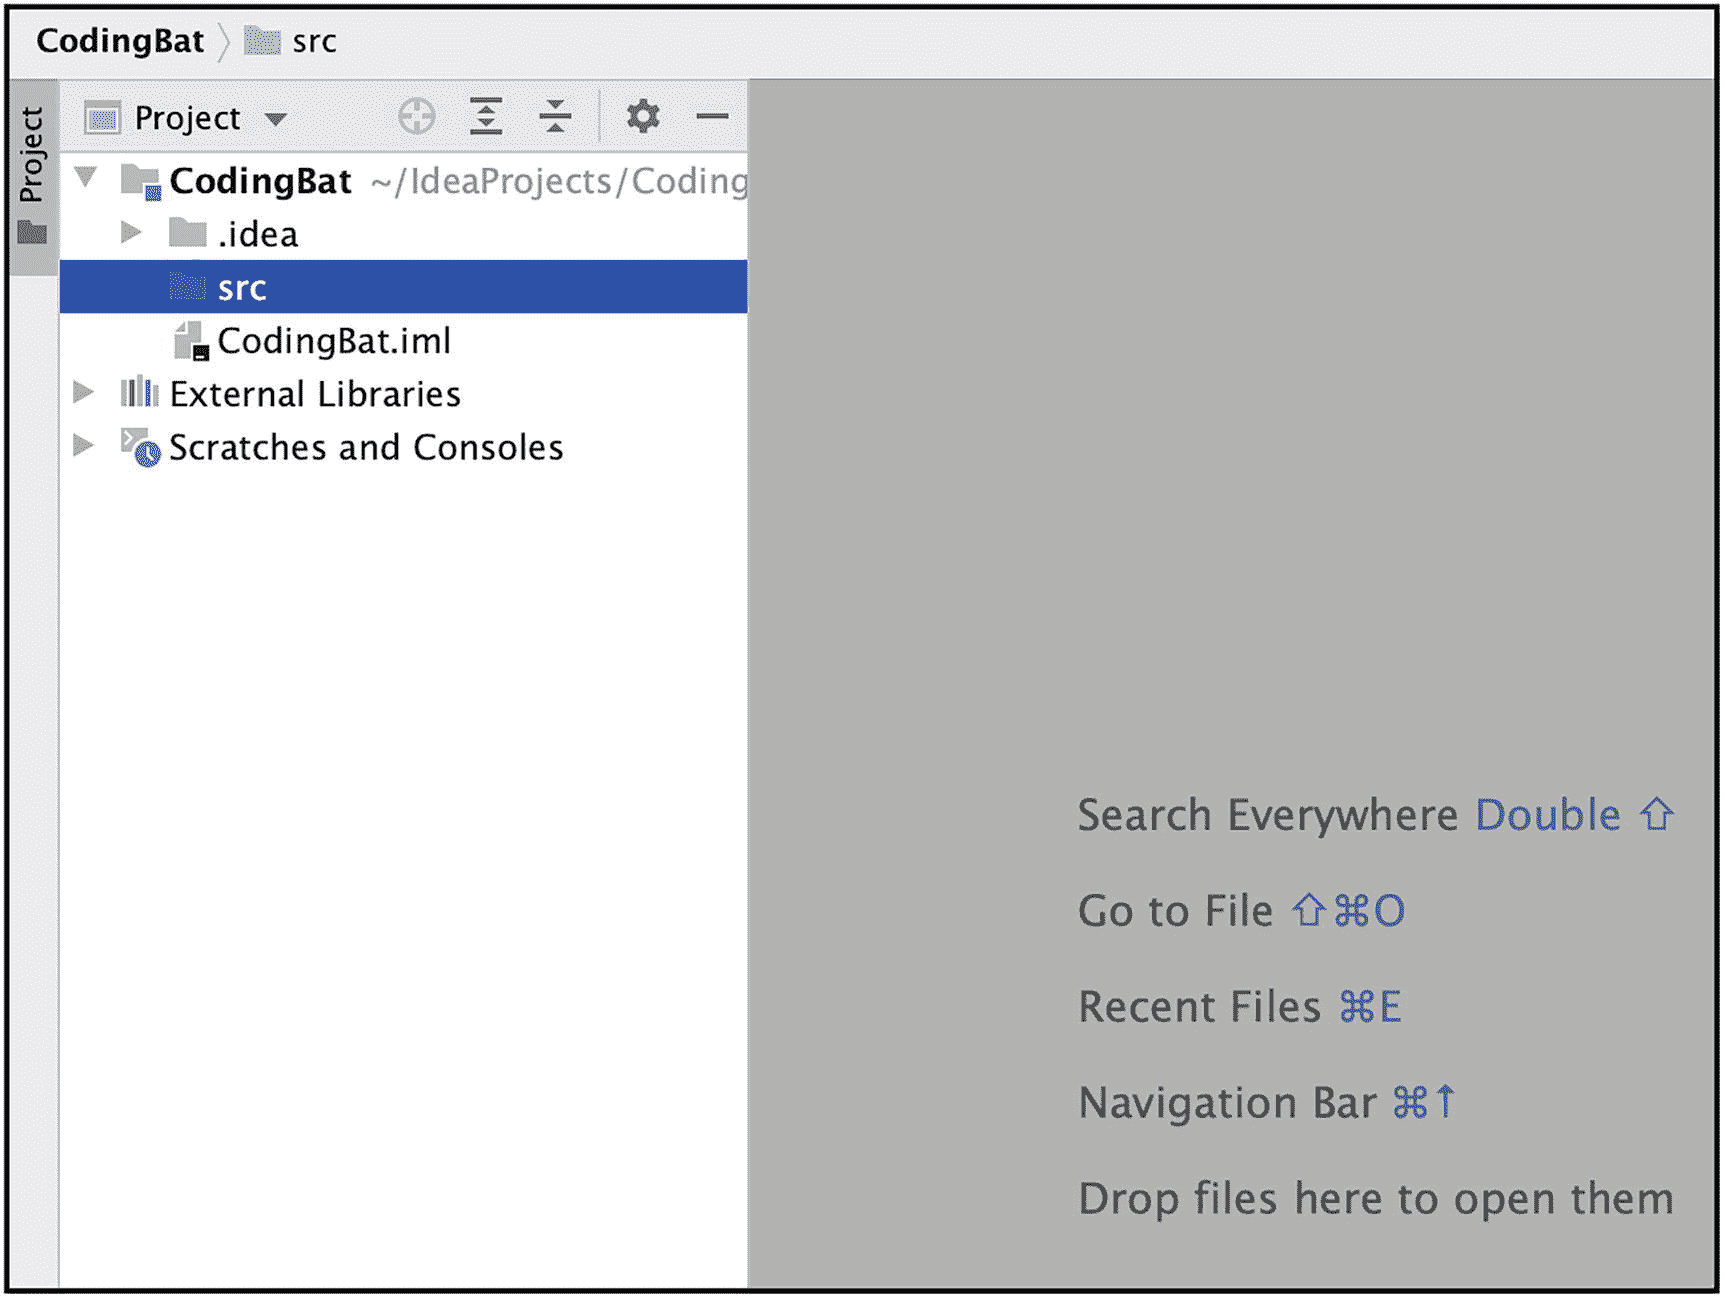 CodingBat src
Project
Project
CodingBat ~/IdeaProjects/Coding
.idea
src
CodingBat.iml
External Libraries
Scratches and Consoles
Search Everywhere Double ⇧
Go to File ⇧⌘O
Recent Files ⌘E
Navigation Bar ⌘↑
Drop files here to open them